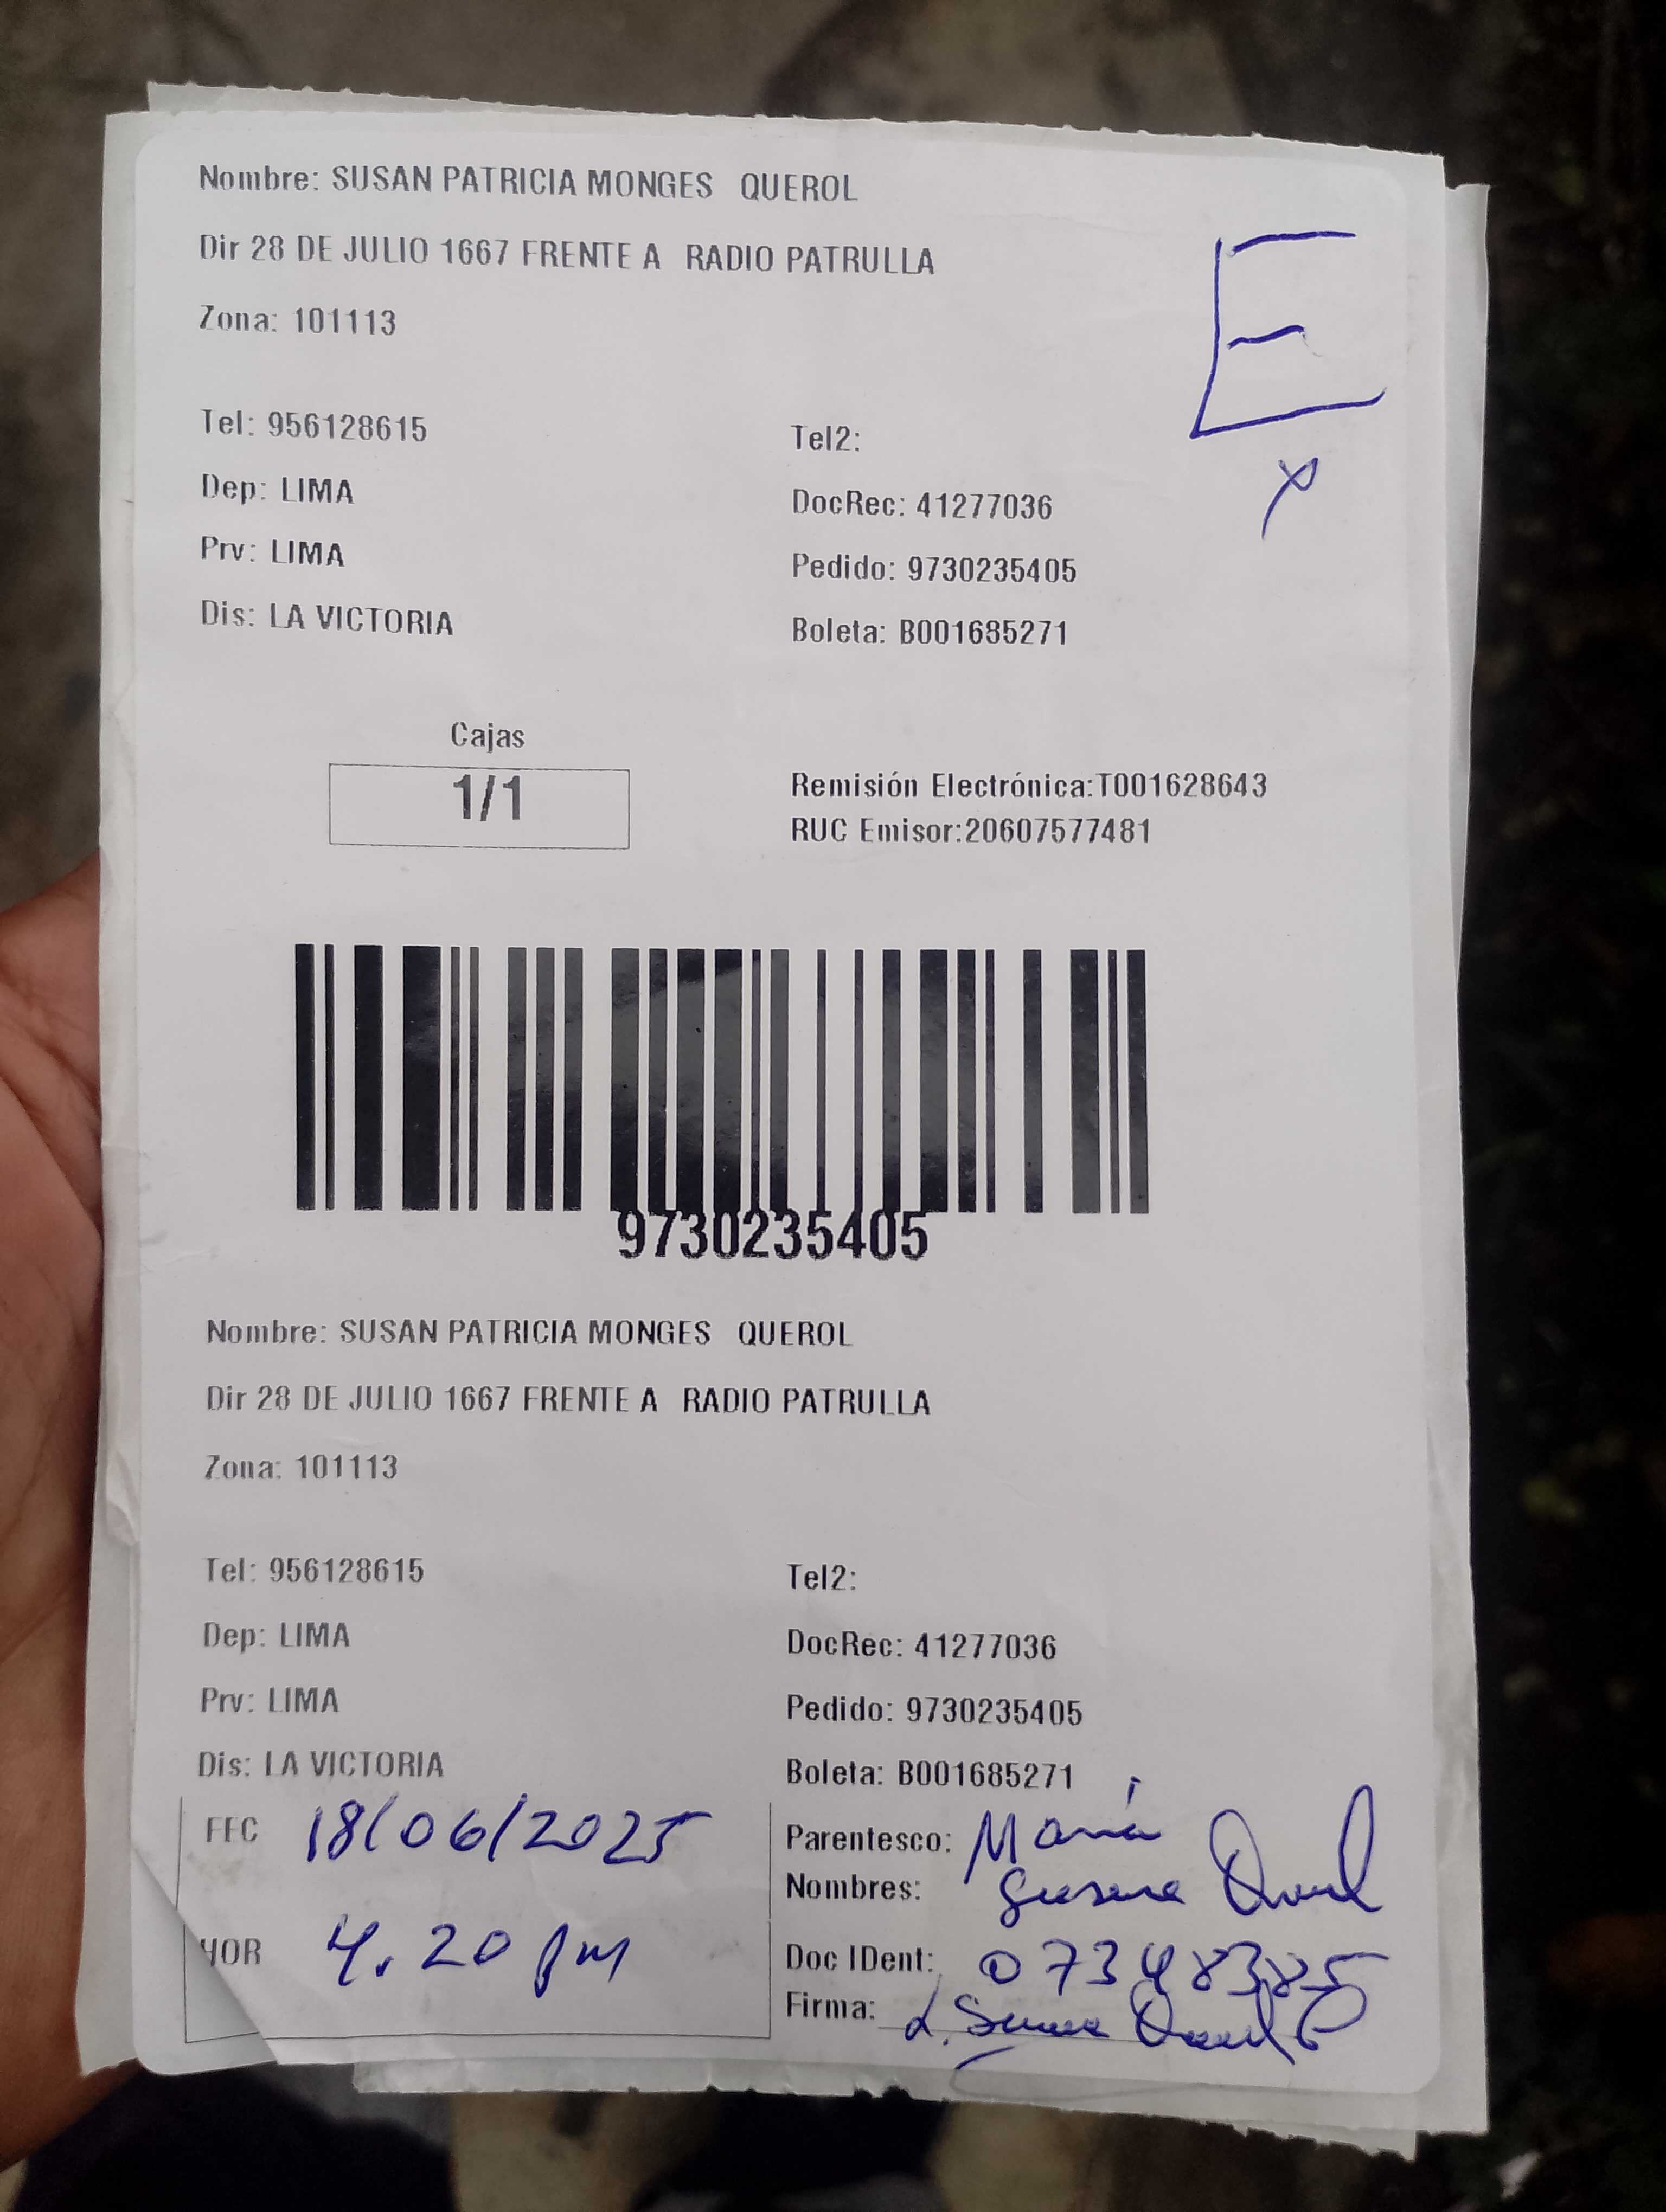 Nombre: SUSAN PATRICIA MONGES QUEROL
Dir 28 DE JULIO 1667 FRENTE A RADIO PATRULLA
Zona: 101113
E
Tel: 956128615
Tel2:
Dep: LIMA
DocRec: 41277036
Prv: LIMA
Pedido: 9730235405
Dis: LA VICTORIA
Boleta: B001685271
Cajas
1/1
Remisión Electrónica:T001628643
RUC Emisor:20607577481
9730235405
Nombre: SUSAN PATRICIA MONGES QUEROL
Dir 28 DE JULIO 1667 FRENTE A RADIO PATRULLA
Zona: 101113
Tel: 956128615
Tel2:
Dep: LIMA
DocRec: 41277036
Prv: LIMA
Pedido: 9730235405
Dis: LA VICTORIA
Boleta: B001685271
FEC 18/06/2025
Parentesco: María
Nombres:
HOR 4.20 pm
Doc IDent: 07348385
Firma: